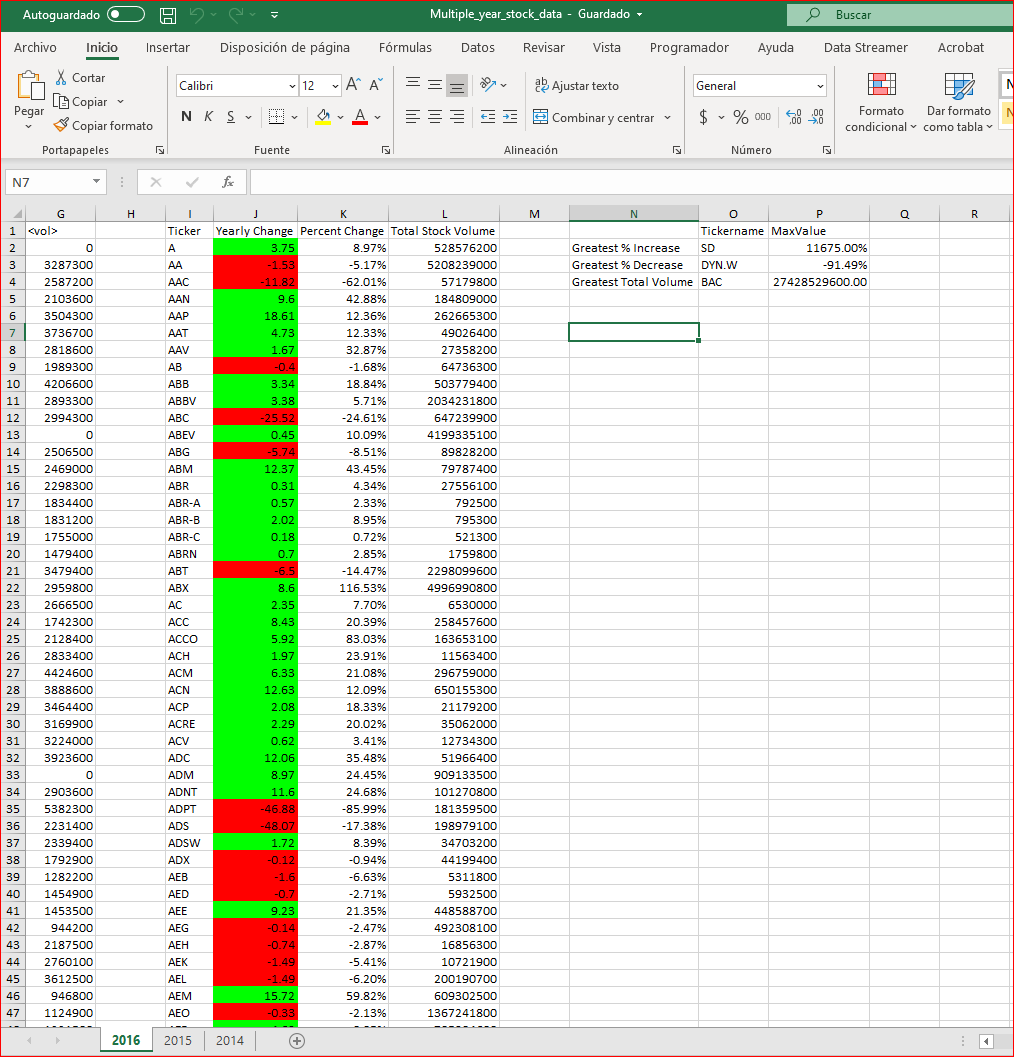 Autoguardado Multiple_year_stock_data - Guardado Buscar
Archivo Inicio Insertar Disposición de página Fórmulas Datos Revisar Vista Programador Ayuda Data Streamer Acrobat
Pegar Cortar Copiar Copiar formato
Calibri 12 A A
N K S A
ab Ajustar texto
Combinar y centrar
General
$ % 000
Formato condicional Dar formato como tabla
Portapapeles Fuente Alineación Número
N7 fx
G H I J K L M N O P Q R
1 <vol> Ticker Yearly Change Percent Change Total Stock Volume Tickername MaxValue
2 0 A 3.75 8.97% 528576200 Greatest % Increase SD 11675.00%
3 3287300 AA -1.53 -5.17% 5208239000 Greatest % Decrease DYN.W -91.49%
4 2587200 AAC -11.82 -62.01% 57179800 Greatest Total Volume BAC 27428529600.00
5 2103600 AAN 9.6 42.88% 184809000
6 3504300 AAP 18.61 12.36% 262665300
7 3736700 AAT 4.73 12.33% 49026400
8 2818600 AAV 1.67 32.87% 27358200
9 1989300 AB -0.4 -1.68% 64736300
10 4206600 ABB 3.34 18.84% 503779400
11 2893300 ABBV 3.38 5.71% 2034231800
12 2994300 ABC -25.52 -24.61% 647239900
13 0 ABEV 0.45 10.09% 4199335100
14 2506500 ABG -5.74 -8.51% 89828200
15 2469000 ABM 12.37 43.45% 79787400
16 2298300 ABR 0.31 4.34% 27556100
17 1834400 ABR-A 0.57 2.33% 792500
18 1831200 ABR-B 2.02 8.95% 795300
19 1755000 ABR-C 0.18 0.72% 521300
20 1479400 ABRN 0.7 2.85% 1759800
21 3479400 ABT -6.5 -14.47% 2298099600
22 2959800 ABX 8.6 116.53% 4996990800
23 2666500 AC 2.35 7.70% 6530000
24 1742300 ACC 8.43 20.39% 258457600
25 2128400 ACCO 5.92 83.03% 163653100
26 2833400 ACH 1.97 23.91% 11563400
27 4424600 ACM 6.33 21.08% 296759000
28 3888600 ACN 12.63 12.09% 650155300
29 3464400 ACP 2.08 18.33% 21179200
30 3169900 ACRE 2.29 20.02% 35062000
31 3224000 ACV 0.62 3.41% 12734300
32 3923600 ADC 12.06 35.48% 51966400
33 0 ADM 8.97 24.45% 909133500
34 2903600 ADNT 11.6 24.68% 101270800
35 5382300 ADPT -46.88 -85.99% 181359500
36 2231400 ADS -48.07 -17.38% 198979100
37 2339400 ADSW 1.72 8.39% 34703200
38 1792900 ADX -0.12 -0.94% 44199400
39 1282200 AEB -1.6 -6.63% 5311800
40 1454900 AED -0.7 -2.71% 5932500
41 1453500 AEE 9.23 21.35% 448588700
42 944200 AEG -0.14 -2.47% 492308100
43 2187500 AEH -0.74 -2.87% 16856300
44 2760100 AEK -1.49 -5.41% 10721900
45 3612500 AEL -1.49 -6.20% 200190700
46 946800 AEM 15.72 59.82% 609302500
47 1124900 AEO -0.33 -2.13% 1367241800
2016 2015 2014